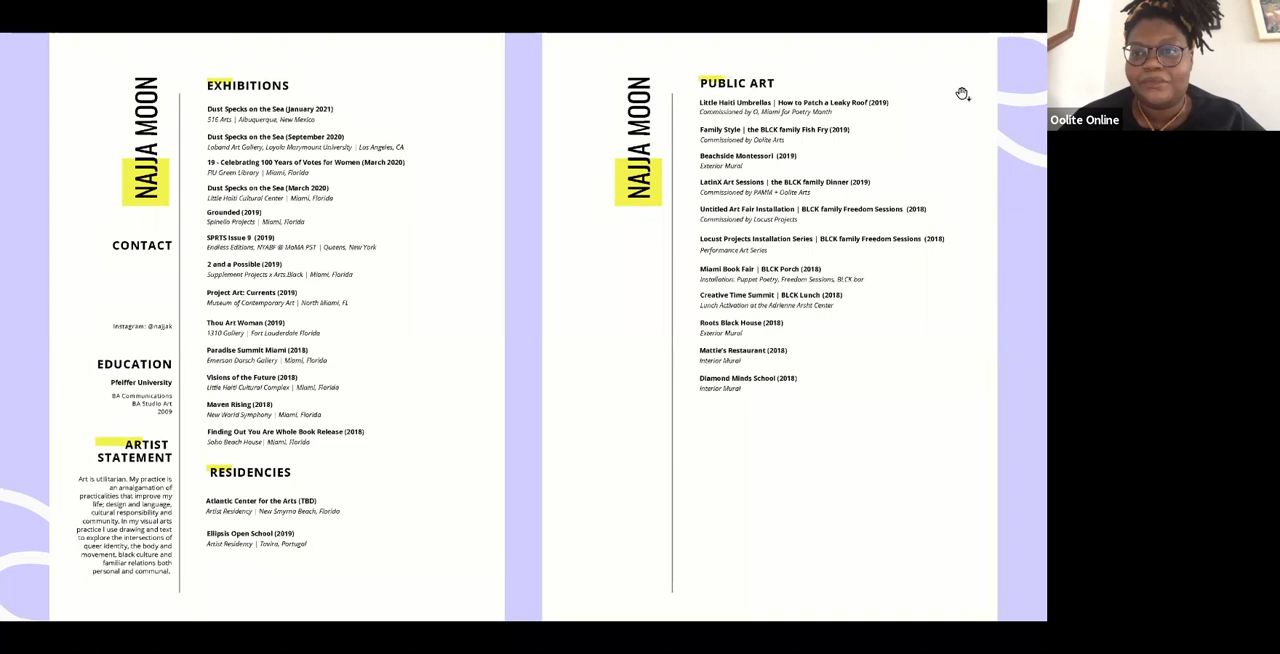 NAJJA MOON
CONTACT
Instagram: @najjak
EDUCATION
Pfeiffer University
BA Communications
BA Studio Art
2009
ARTIST
STATEMENT
Art is utilitarian. My practice is
an amalgamation of
practicalities that improve my
life; design and language,
cultural responsibility and
community. In my visual arts
practice I use drawing and text
to explore the intersections of
queer identity, the body and
movement, black culture and
familiar relations both
personal and communal.
EXHIBITIONS
Dust Specks on the Sea (January 2021)
516 Arts | Albuquerque, New Mexico
Dust Specks on the Sea (September 2020)
Laband Art Gallery, Loyola Marymount University | Los Angeles, CA
19 - Celebrating 100 Years of Votes for Women (March 2020)
FIU Green Library | Miami, Florida
Dust Specks on the Sea (March 2020)
Little Haiti Cultural Center | Miami, Florida
Grounded (2019)
Spinello Projects | Miami, Florida
SPRTS Issue 9 (2019)
Endless Editions, NYABF @ MoMA PS1 | Queens, New York
2 and a Possible (2019)
Supplement Projects x Arts.Black | Miami, Florida
Project Art: Currents (2019)
Museum of Contemporary Art | North Miami, FL
Thou Art Woman (2019)
1310 Gallery | Fort Lauderdale Florida
Paradise Summit Miami (2018)
Emerson Dorsch Gallery | Miami, Florida
Visions of the Future (2018)
Little Haiti Cultural Complex | Miami, Florida
Maven Rising (2018)
New World Symphony | Miami, Florida
Finding Out You Are Whole Book Release (2018)
Soho Beach House | Miami, Florida
RESIDENCIES
Atlantic Center for the Arts (TBD)
Artist Residency | New Smyrna Beach, Florida
Ellipsis Open School (2019)
Artist Residency | Tavira, Portugal
NAJJA MOON
PUBLIC ART
Little Haiti Umbrellas | How to Patch a Leaky Roof (2019)
Commissioned by O, Miami for Poetry Month
Family Style | the BLCK family Fish Fry (2019)
Commissioned by Oolite Arts
Beachside Montessori (2019)
Exterior Mural
LatinX Art Sessions | the BLCK family Dinner (2019)
Commissioned by PAMM + Oolite Arts
Untitled Art Fair Installation | BLCK family Freedom Sessions (2018)
Commissioned by Locust Projects
Locust Projects Installation Series | BLCK family Freedom Sessions (2018)
Performance Art Series
Miami Book Fair | BLCK Porch (2018)
Installation: Puppet Poetry, Freedom Sessions, BLCK bar
Creative Time Summit | BLCK Lunch (2018)
Lunch Activation at the Adrienne Arsht Center
Roots Black House (2018)
Exterior Mural
Mattie's Restaurant (2018)
Interior Mural
Diamond Minds School (2018)
Interior Mural
Oolite Online